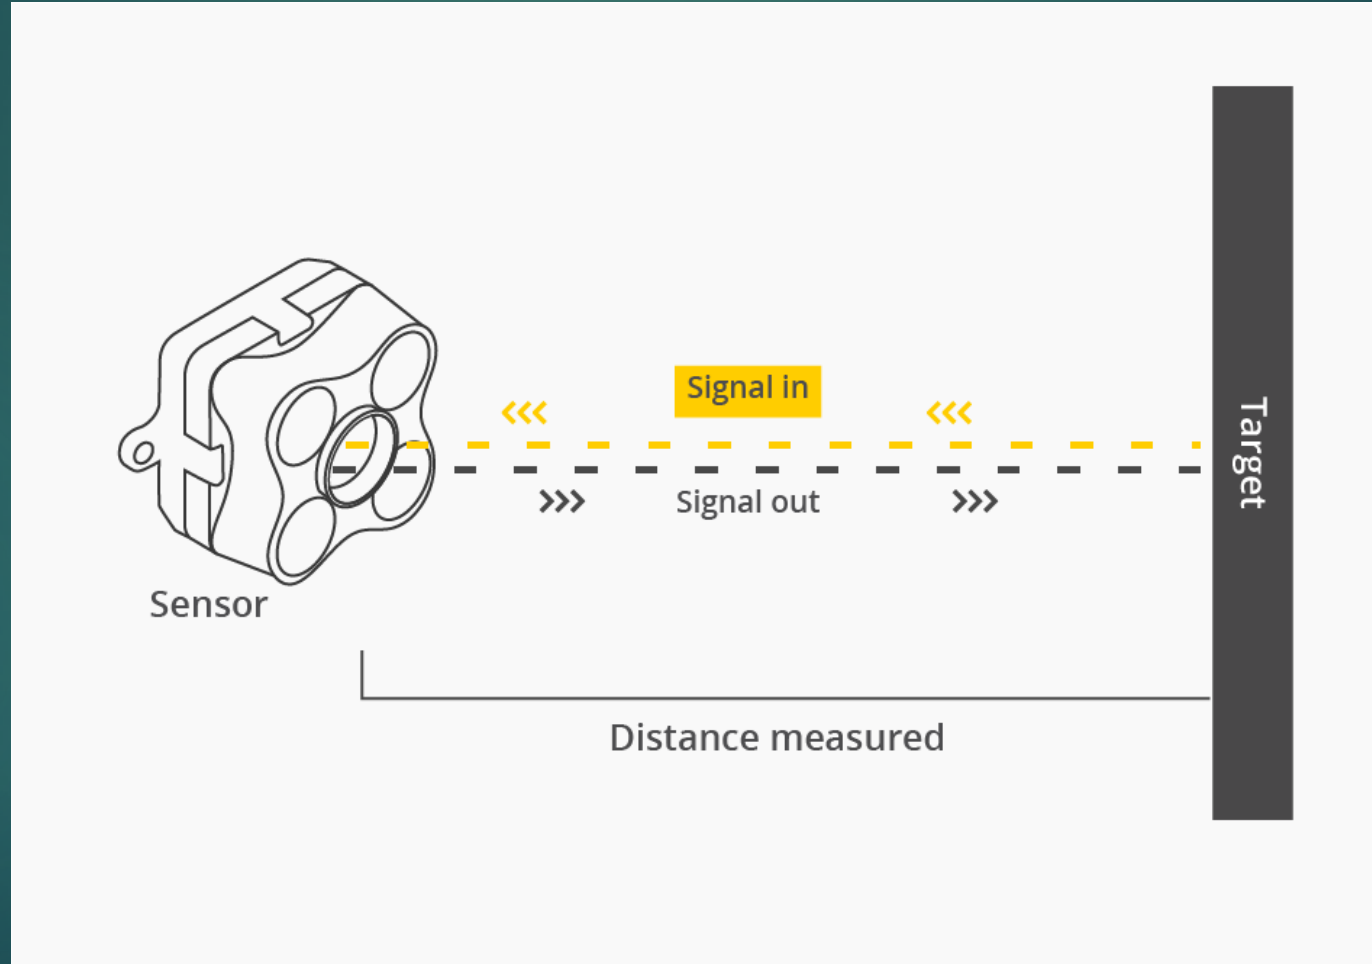 Signal in
Signal out
Target
Sensor
Distance measured